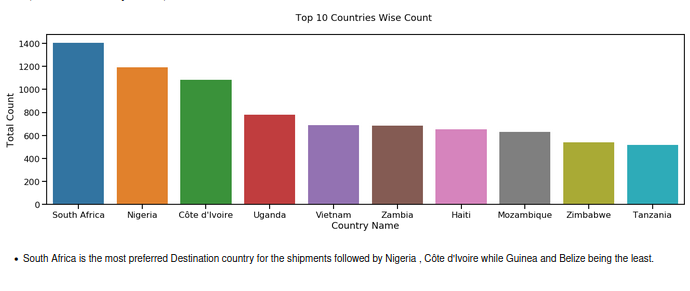 Top 10 Countries Wise Count
Total Count
1400
1200
1000
800
600
400
200
0
South Africa Nigeria Côte d'Ivoire Uganda Vietnam Zambia Haiti Mozambique Zimbabwe Tanzania
Country Name
• South Africa is the most preferred Destination country for the shipments followed by Nigeria , Côte d'Ivoire while Guinea and Belize being the least.